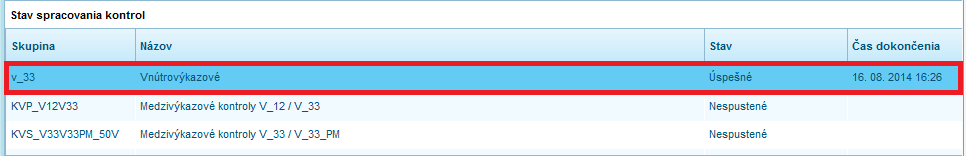 Stav spracovania kontrol
Skupina Názov Stav Čas dokončenia
v_33 Vnútrovýkazové Úspešné 16. 08. 2014 16:26
KVP_V12V33 Medzivýkazové kontroly V_12 / V_33 Nespustené
KVS_V33V33PM_50V Medzivýkazové kontroly V_33 / V_33_PM Nespustené